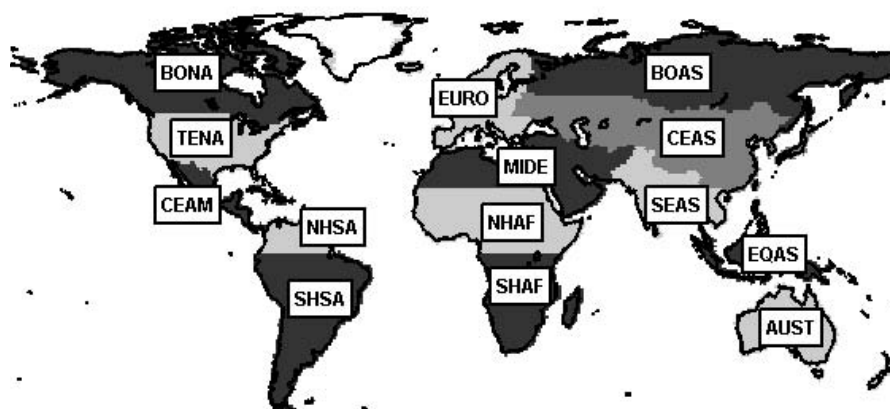 BONA
BOAS
EURO
TENA
CEAS
MIDE
CEAM
SEAS
NHSA
NHAF
EQAS
SHSA
SHAF
AUST